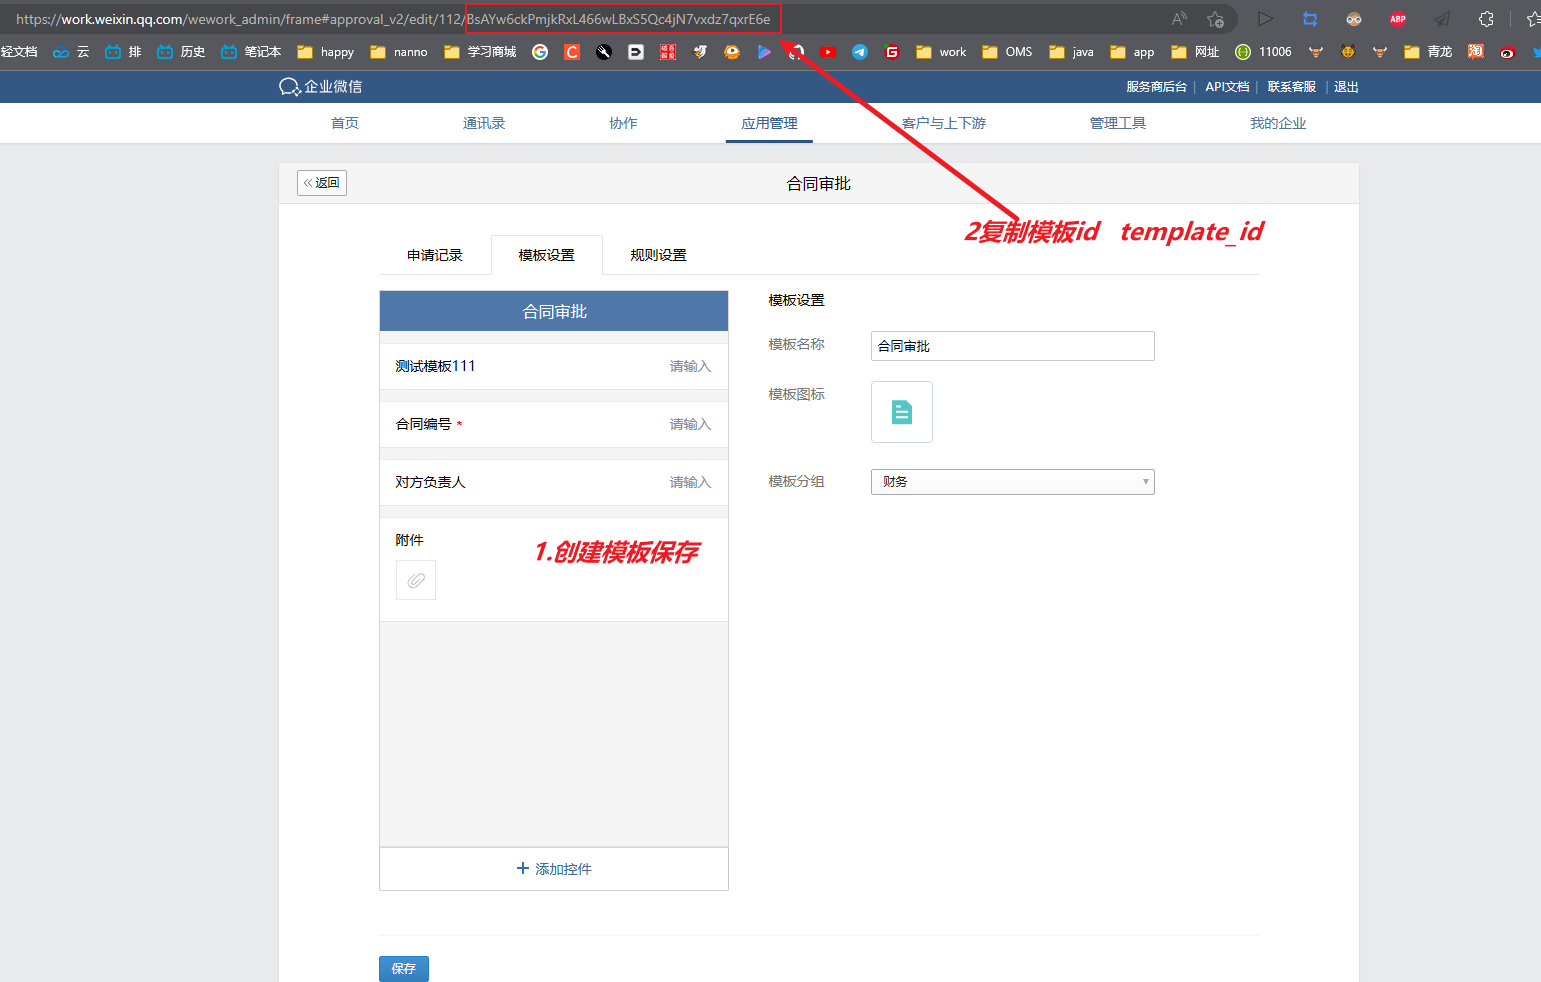 https://work.weixin.qq.com/wework_admin/frame#approval_v2/edit/112/BsAYw6ckPmjkRxL466wLBxS5Qc4jN7vxdz7qxrE6e
ABP
轻文档 云 排 历史 笔记本 happy nanno 学习商城 work OMS java app 网址 11006 青龙
企业微信 服务商后台 | API文档 | 联系客服 | 退出
首页 通讯录 协作 应用管理 客户与上下游 管理工具 我的企业
«返回 合同审批
2复制模板id template_id
申请记录 模板设置 规则设置
合同审批
测试模板111 请输入
合同编号 * 请输入
对方负责人 请输入
附件
1.创建模板保存
+ 添加控件
模板设置
模板名称 合同审批
模板图标
模板分组 财务
保存